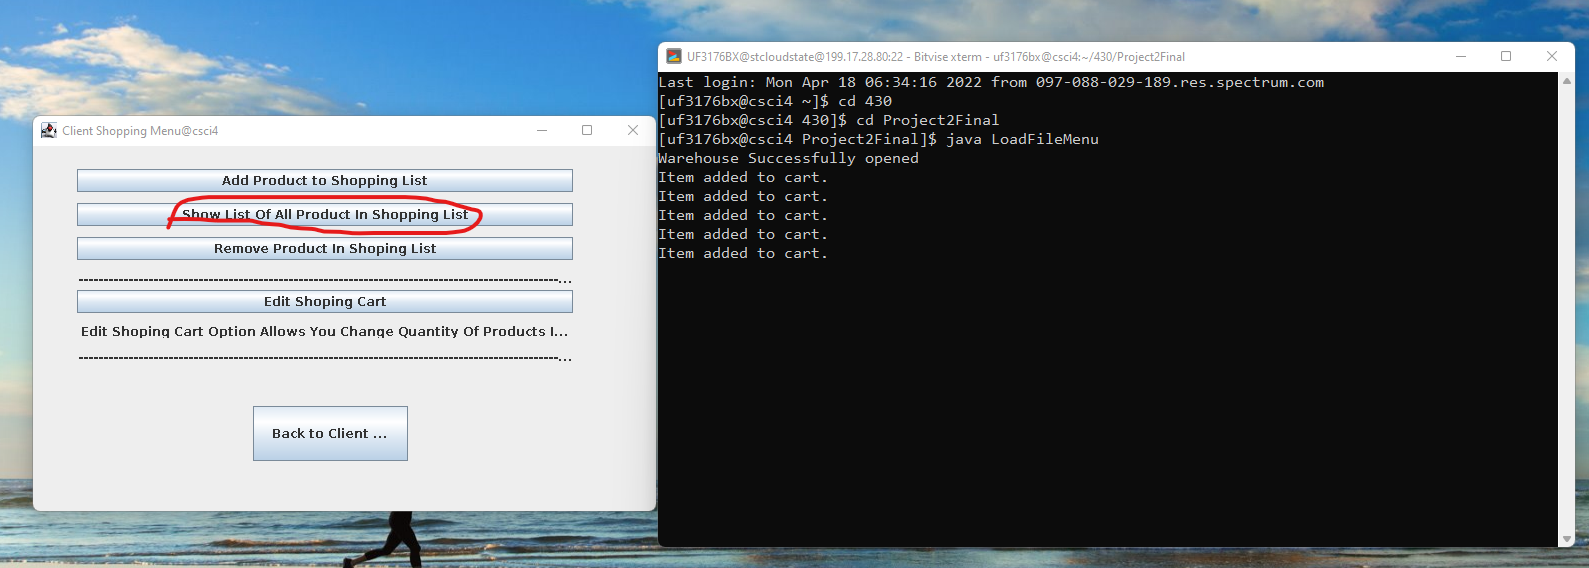 Client Shopping Menu@csci4
Add Product to Shopping List
Show List Of All Product In Shopping List
Remove Product In Shoping List
------------------------------------------------------------------------------------------------...
Edit Shoping Cart
Edit Shoping Cart Option Allows You Change Quantity Of Products I...
------------------------------------------------------------------------------------------------...
Back to Client ...
UF3176BX@stcloudstate@199.17.28.80:22 - Bitvise xterm - uf3176bx@csci4:~/430/Project2Final
Last login: Mon Apr 18 06:34:16 2022 from 097-088-029-189.res.spectrum.com
[uf3176bx@csci4 ~]$ cd 430
[uf3176bx@csci4 430]$ cd Project2Final
[uf3176bx@csci4 Project2Final]$ java LoadFileMenu
Warehouse Successfully opened
Item added to cart.
Item added to cart.
Item added to cart.
Item added to cart.
Item added to cart.